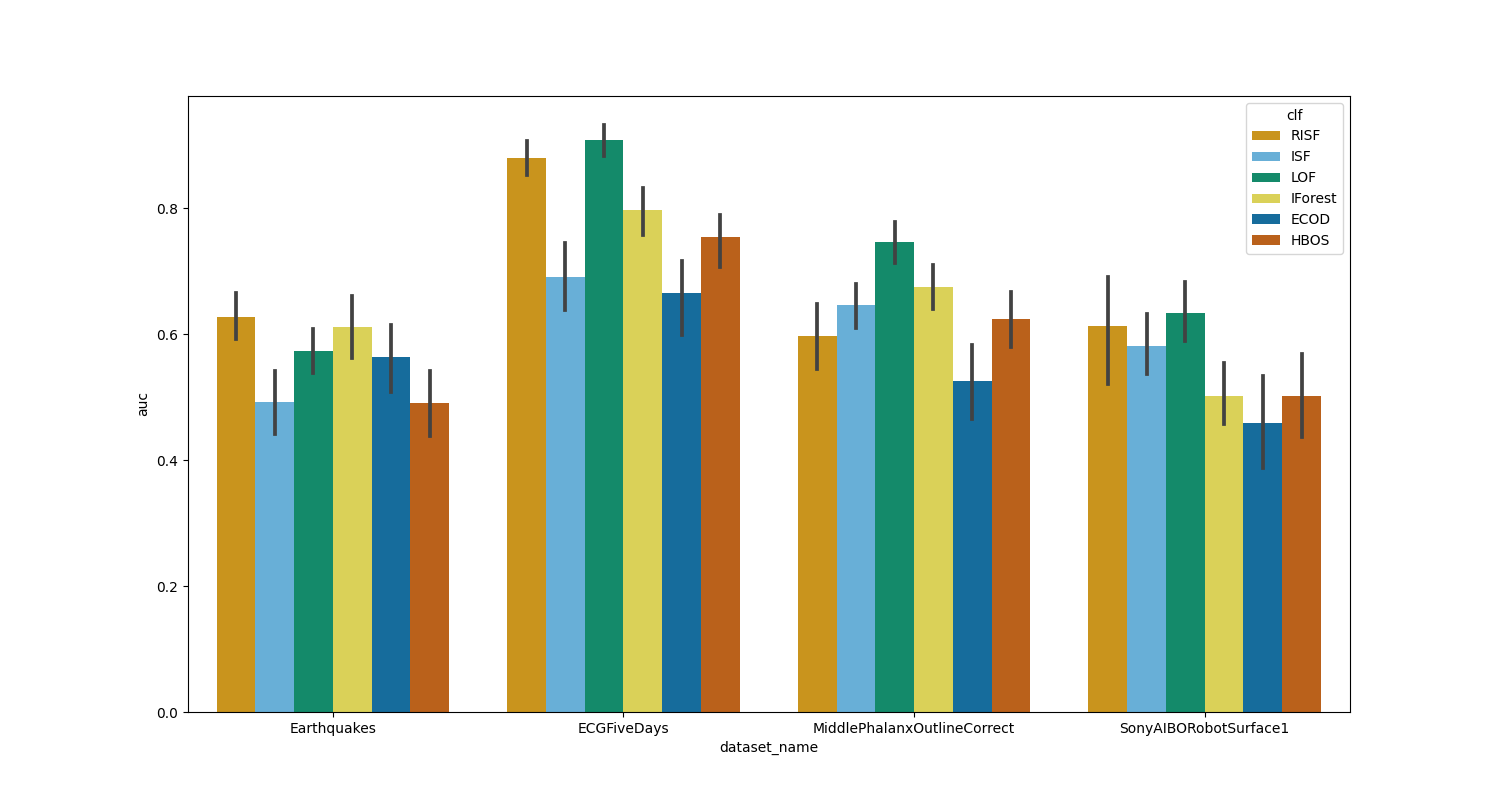 clf
RISF
ISF
LOF
IForest
ECOD
HBOS
auc
0.8
0.6
0.4
0.2
0.0
Earthquakes
ECGFiveDays
MiddlePhalanxOutlineCorrect
SonyAIBORobotSurface1
dataset_name